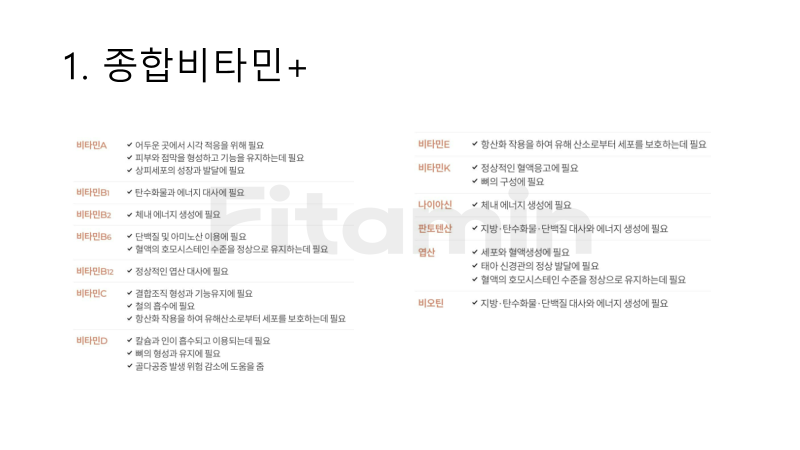 1. 종합비타민+
Fitamin
비타민A
✓ 어두운 곳에서 시각 적응을 위해 필요
✓ 피부와 점막을 형성하고 기능을 유지하는데 필요
✓ 상피세포의 성장과 발달에 필요
비타민B1
✓ 탄수화물과 에너지 대사에 필요
비타민B2
✓ 체내 에너지 생성에 필요
비타민B6
✓ 단백질 및 아미노산 이용에 필요
✓ 혈액의 호모시스테인 수준을 정상으로 유지하는데 필요
비타민B12
✓ 정상적인 엽산 대사에 필요
비타민C
✓ 결합조직 형성과 기능유지에 필요
✓ 철의 흡수에 필요
✓ 항산화 작용을 하여 유해산소로부터 세포를 보호하는데 필요
비타민D
✓ 칼슘과 인이 흡수되고 이용되는데 필요
✓ 뼈의 형성과 유지에 필요
✓ 골다공증 발생 위험 감소에 도움을 줌
비타민E
✓ 항산화 작용을 하여 유해 산소로부터 세포를 보호하는데 필요
비타민K
✓ 정상적인 혈액응고에 필요
✓ 뼈의 구성에 필요
나이아신
✓ 체내 에너지 생성에 필요
판토텐산
✓ 지방·탄수화물·단백질 대사와 에너지 생성에 필요
엽산
✓ 세포와 혈액생성에 필요
✓ 태아 신경관의 정상 발달에 필요
✓ 혈액의 호모시스테인 수준을 정상으로 유지하는데 필요
비오틴
✓ 지방·탄수화물·단백질 대사와 에너지 생성에 필요